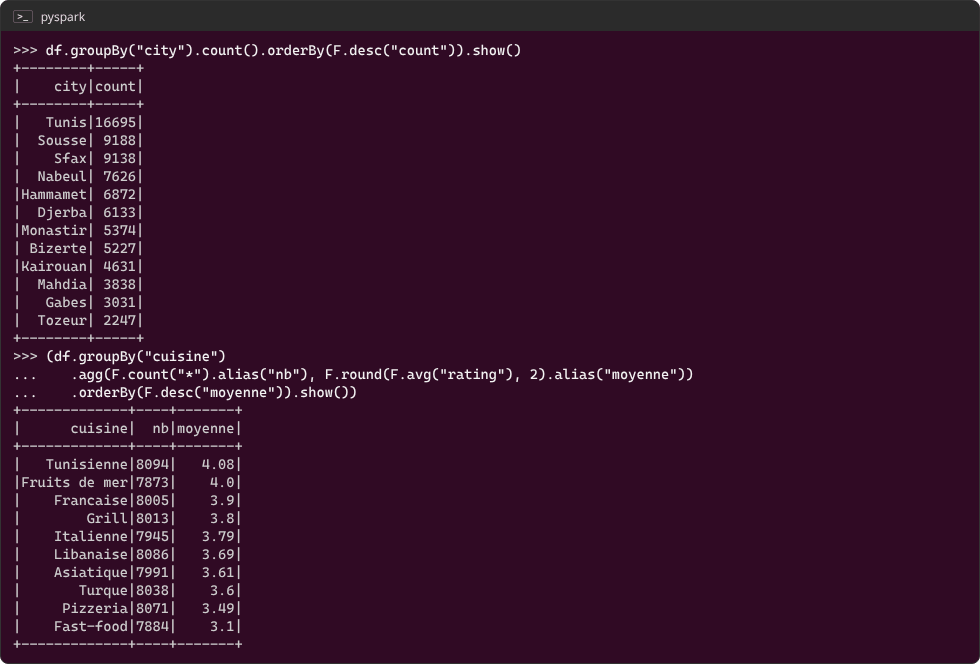 >_ pyspark
>>> df.groupBy("city").count().orderBy(F.desc("count")).show()
+--------+-----+
|    city|count|
+--------+-----+
|   Tunis|16695|
|  Sousse| 9188|
|    Sfax| 9138|
|  Nabeul| 7626|
|Hammamet| 6872|
|  Djerba| 6133|
|Monastir| 5374|
| Bizerte| 5227|
|Kairouan| 4631|
|  Mahdia| 3838|
|   Gabes| 3031|
|  Tozeur| 2247|
+--------+-----+
>>> (df.groupBy("cuisine")
...    .agg(F.count("*").alias("nb"), F.round(F.avg("rating"), 2).alias("moyenne"))
...    .orderBy(F.desc("moyenne")).show())
+-------------+----+-------+
|      cuisine|  nb|moyenne|
+-------------+----+-------+
|   Tunisienne|8094|   4.08|
|Fruits de mer|7873|    4.0|
|    Francaise|8005|    3.9|
|        Grill|8013|    3.8|
|    Italienne|7945|   3.79|
|    Libanaise|8086|   3.69|
|    Asiatique|7991|   3.61|
|       Turque|8038|    3.6|
|     Pizzeria|8071|   3.49|
|    Fast-food|7884|    3.1|
+-------------+----+-------+